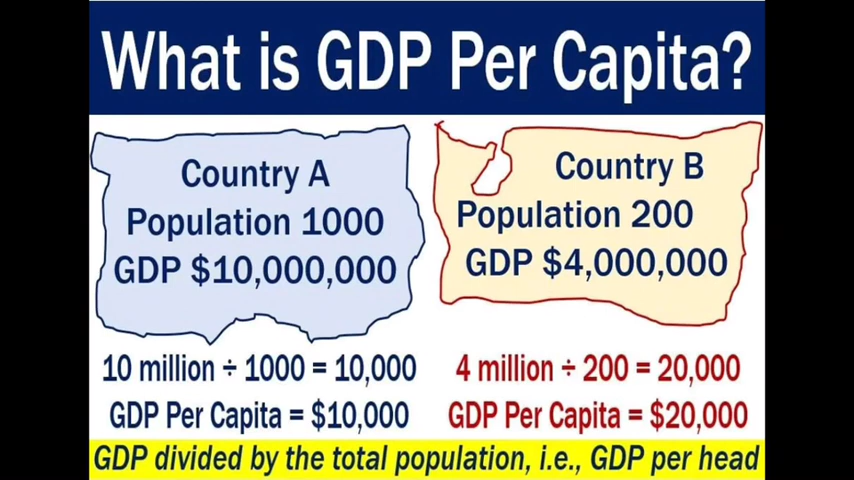 What is GDP Per Capita?
Country A
Population 1000
GDP $10,000,000
10 million ÷ 1000 = 10,000
GDP Per Capita = $10,000
Country B
Population 200
GDP $4,000,000
4 million ÷ 200 = 20,000
GDP Per Capita = $20,000
GDP divided by the total population, i.e., GDP per head